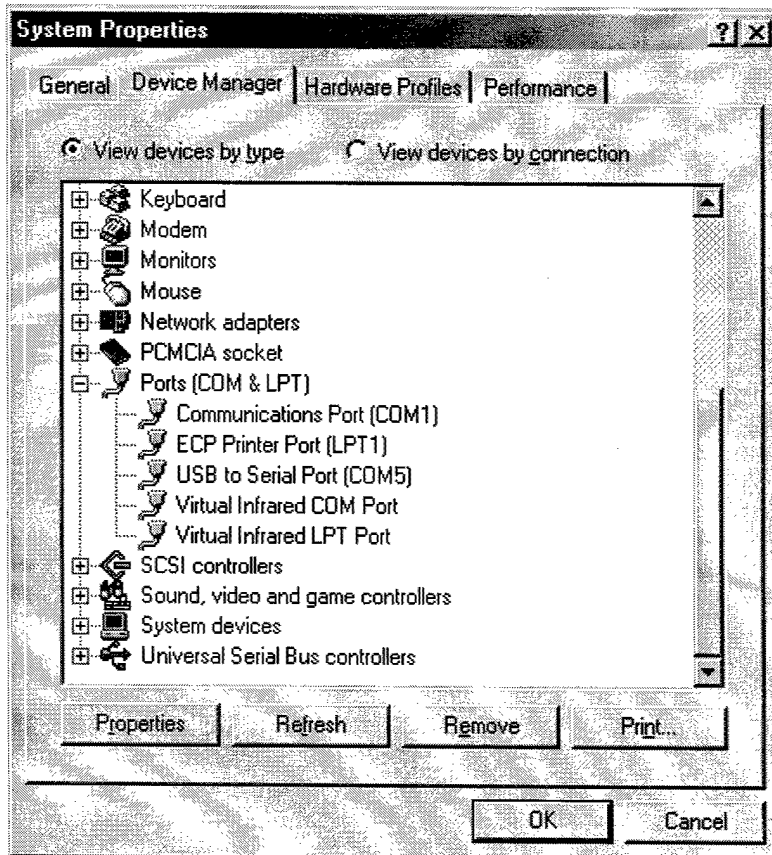 System Properties ? ×
General Device Manager Hardware Profiles Performance
View devices by type View devices by connection
Keyboard
Modem
Monitors
Mouse
Network adapters
PCMCIA socket
Ports (COM & LPT)
Communications Port (COM1)
ECP Printer Port (LPT1)
USB to Serial Port (COM5)
Virtual Infrared COM Port
Virtual Infrared LPT Port
SCSI controllers
Sound, video and game controllers
System devices
Universal Serial Bus controllers
Properties Refresh Remove Print...
OK Cancel